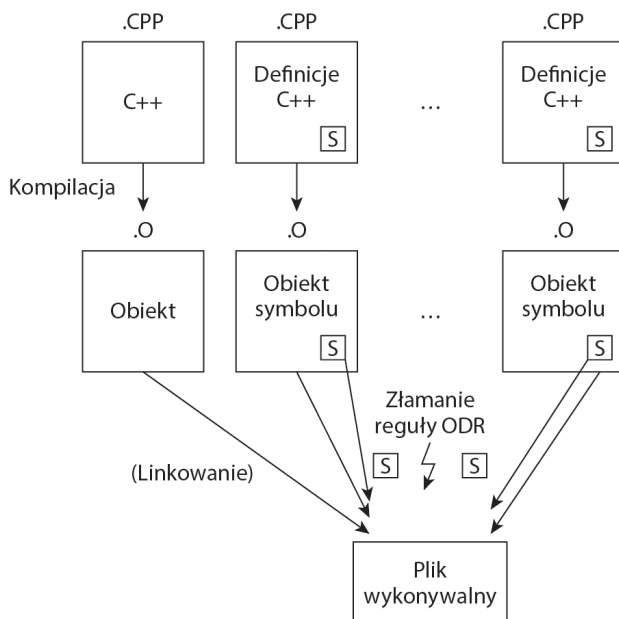 .CPP
.CPP
.CPP
C++
Definicje
C++
S
...
Definicje
C++
S
Kompilacja
.O
.O
.O
Obiekt
Obiekt
symbolu
S
...
Obiekt
symbolu
S
Złamanie
reguły ODR
S
S
(Linkowanie)
Plik
wykonywalny